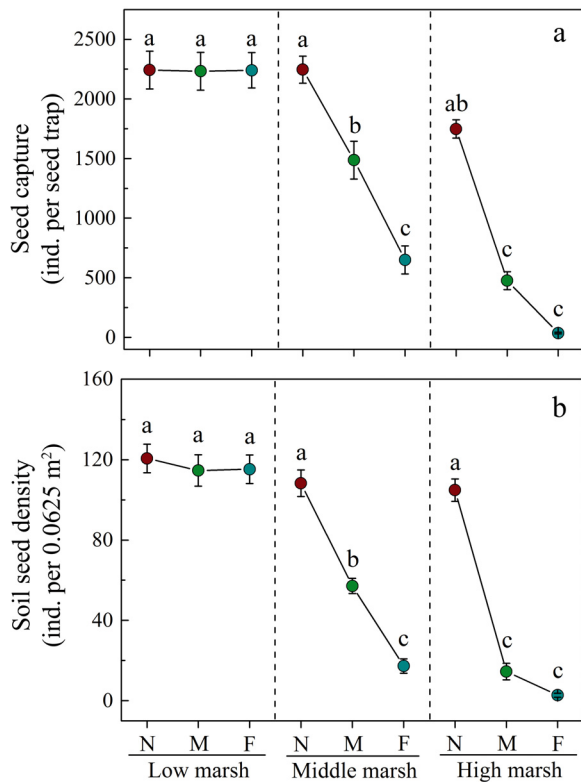 a a a a a
2500
ab
2000
b
1500
1000
c c
500
c
0
Seed capture
(ind. per seed trap)
160
b
a a a a a
120
80
b
40
c c
c
0
Soil seed density
(ind. per 0.0625 m²)
N M F N M F N M F
Low marsh Middle marsh High marsh